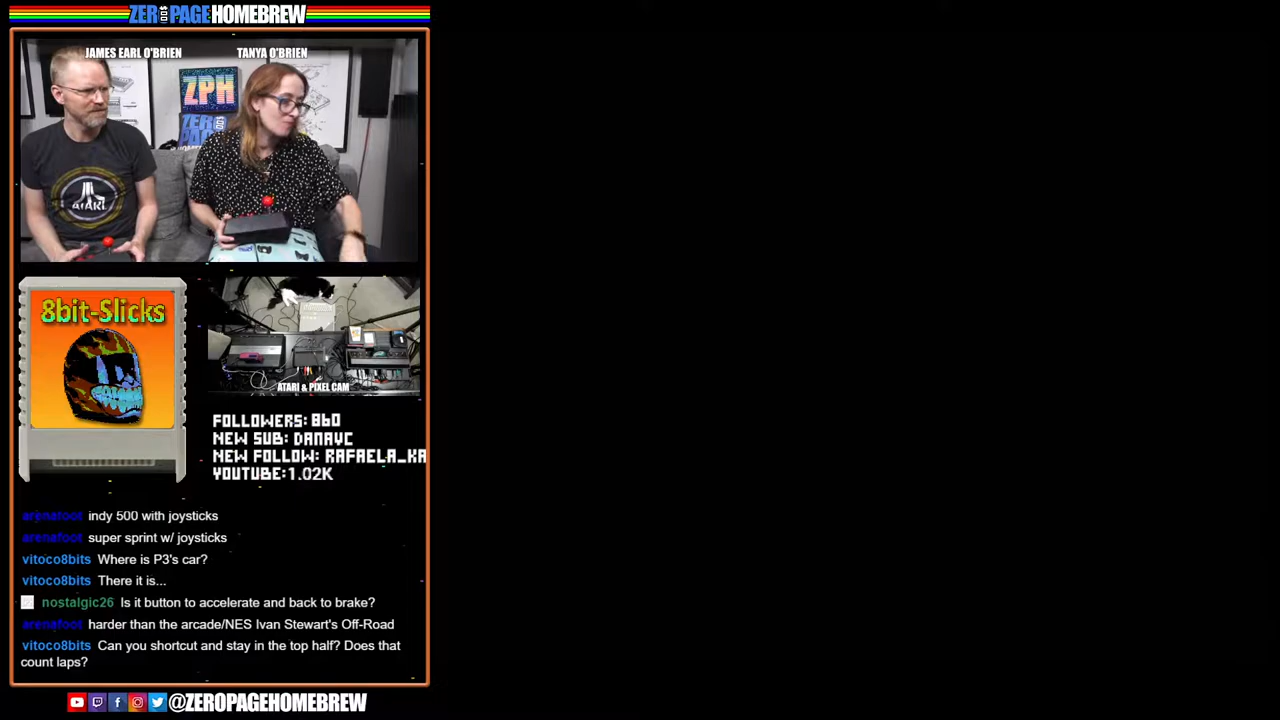 ZERO PAGE HOMEBREW
JAMES EARL O'BRIEN
TANYA O'BRIEN
ZPH
ATARI
8bit-Slicks
ATARI & PIXEL CAM
FOLLOWERS: 860
NEW SUB: DANAVC
NEW FOLLOW: RAFAELA_KA
YOUTUBE:1.02K
arenafoot indy 500 with joysticks
arenafoot super sprint w/ joysticks
vitoco8bits Where is P3's car?
vitoco8bits There it is...
nostalgic26 Is it button to accelerate and back to brake?
arenafoot harder than the arcade/NES Ivan Stewart's Off-Road
vitoco8bits Can you shortcut and stay in the top half? Does that
count laps?
@ZEROPAGEHOMEBREW